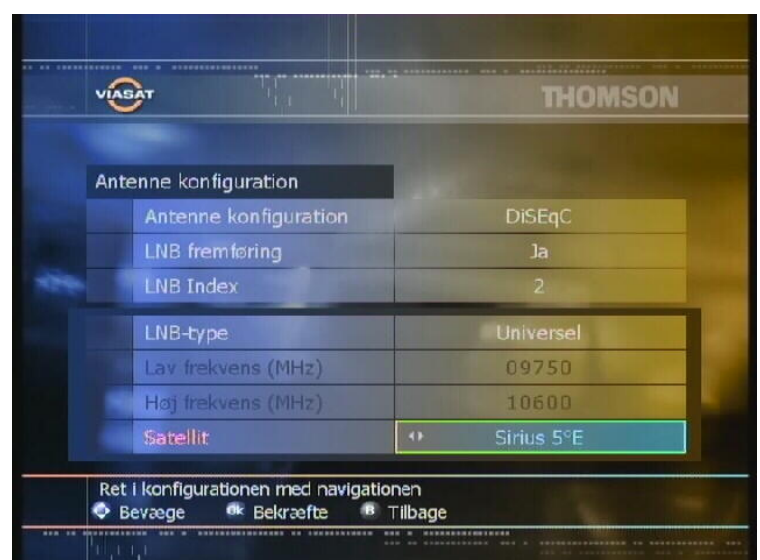 VIASAT
THOMSON
Antenne konfiguration
Antenne konfiguration DiSEqC
LNB fremføring Ja
LNB Index 2
LNB-type Universel
Lav frekvens (MHz) 09750
Høj frekvens (MHz) 10600
Satellit Sirius 5°E
Ret i konfigurationen med navigationen
Bevæge Ok Bekræfte B Tilbage